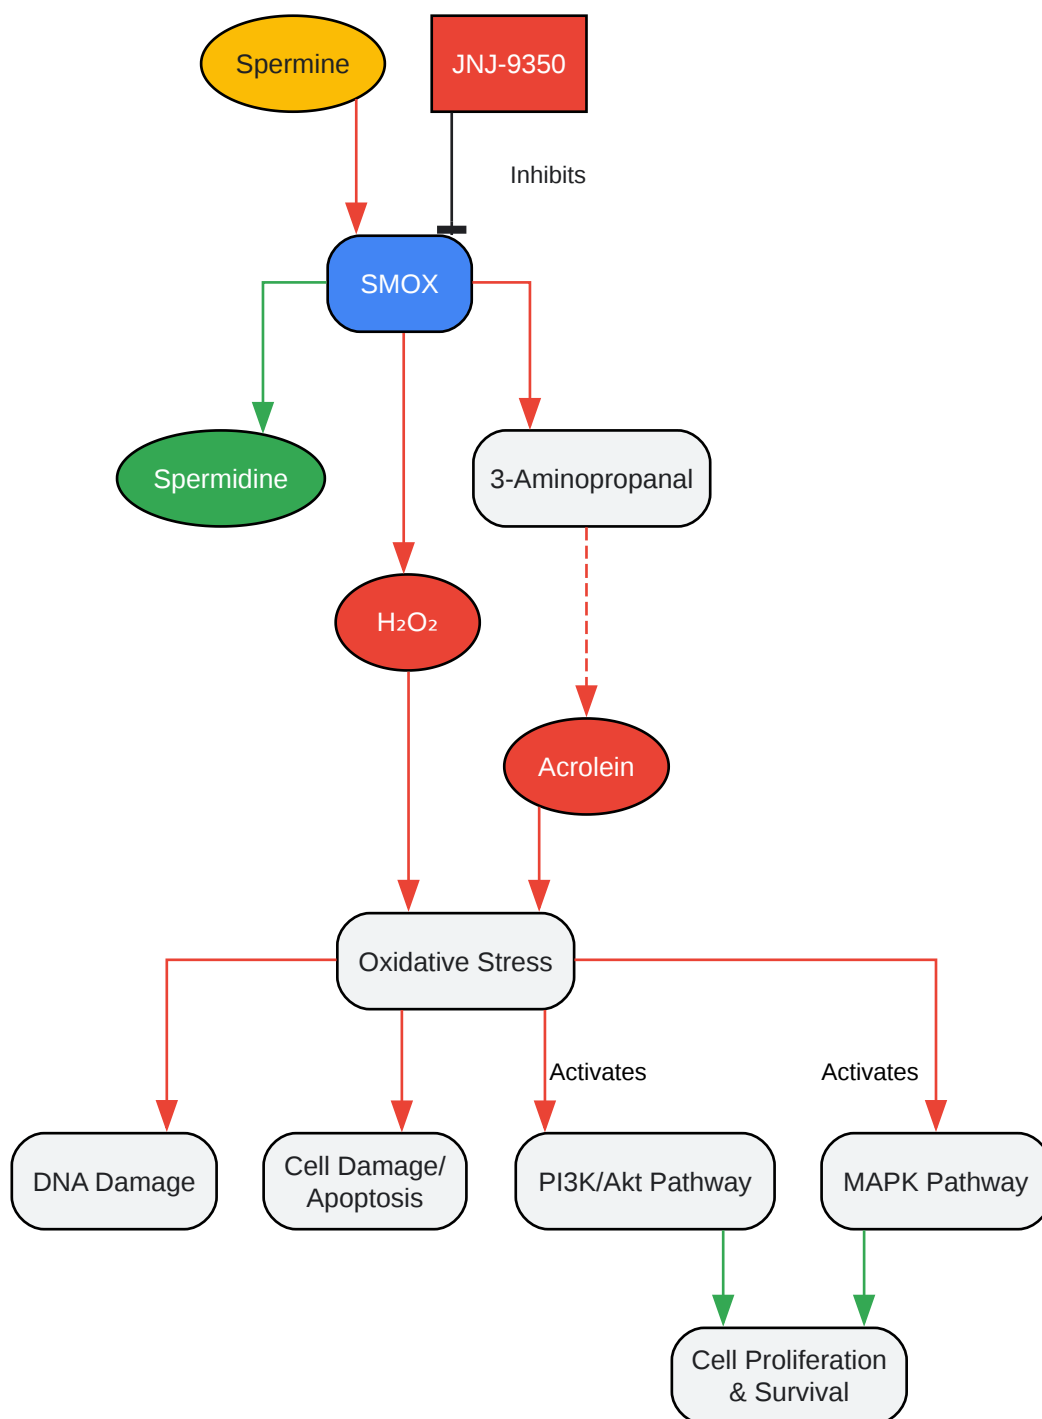 Spermine
JNJ-9350
Inhibits
SMOX
Spermidine
3-Aminopropanal
H₂O₂
Acrolein
Oxidative Stress
Activates
Activates
DNA Damage
Cell Damage/
Apoptosis
PI3K/Akt Pathway
MAPK Pathway
Cell Proliferation
& Survival